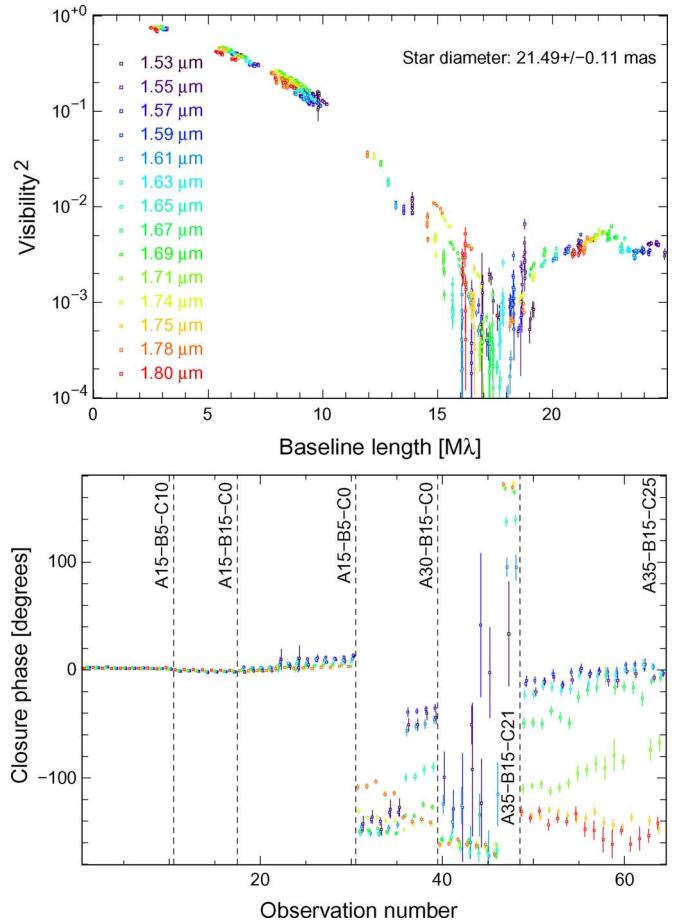 10+0
10−1
10−2
10−3
10−4
Visibility2
Star diameter: 21.49+/−0.11 mas
1.53 μm
1.55 μm
1.57 μm
1.59 μm
1.61 μm
1.63 μm
1.65 μm
1.67 μm
1.69 μm
1.71 μm
1.74 μm
1.75 μm
1.78 μm
1.80 μm
0 5 10 15 20
Baseline length [Mλ]
Closure phase [degrees]
100
0
−100
A15−B5−C10
A15−B15−C0
A15−B5−C0
A30−B15−C0
A35−B15−C21
A35−B15−C25
20 40 60
Observation number